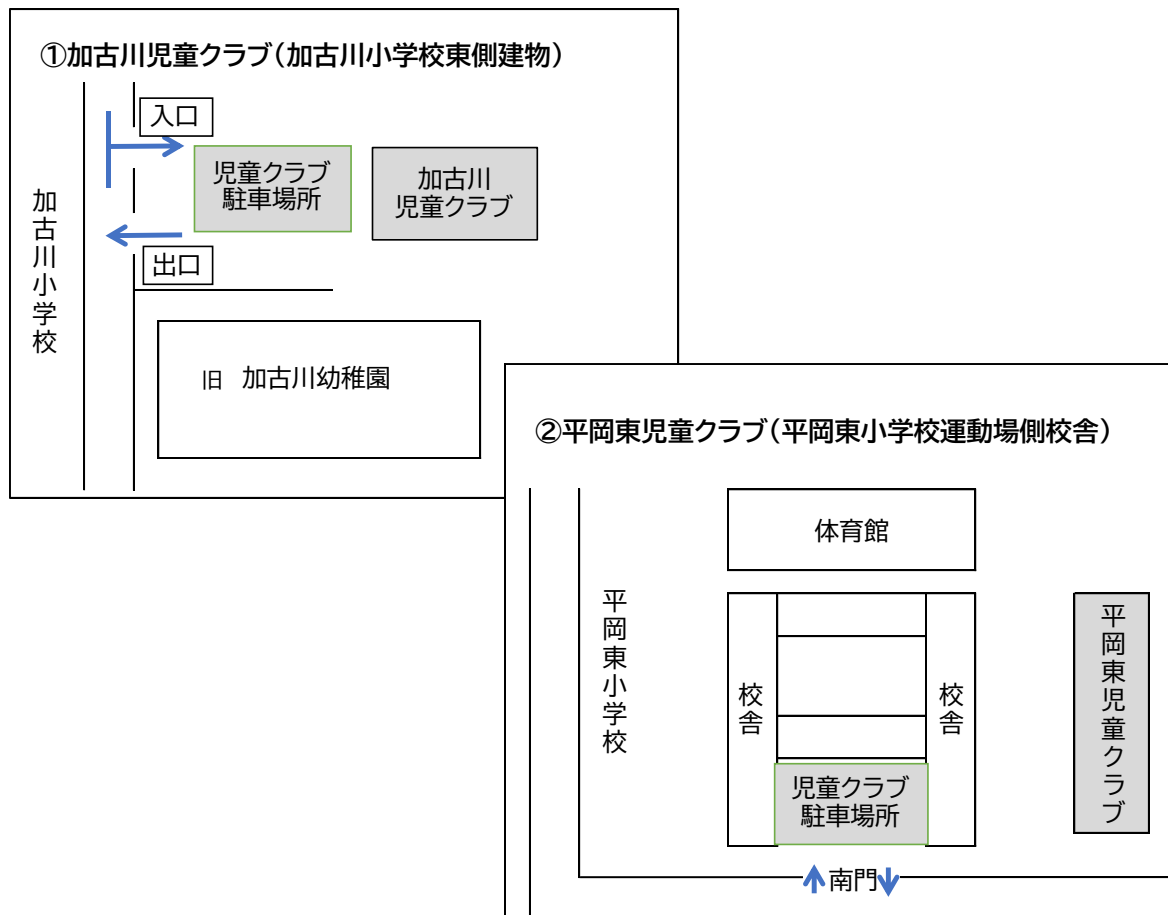 ①加古川児童クラブ(加古川小学校東側建物)
入口
児童クラブ
駐車場所
加古川
児童クラブ
加古川小学校
出口
旧 加古川幼稚園
②平岡東児童クラブ(平岡東小学校運動場側校舎)
体育館
平岡東小学校
校舎
校舎
平岡東児童クラブ
児童クラブ
駐車場所
南門